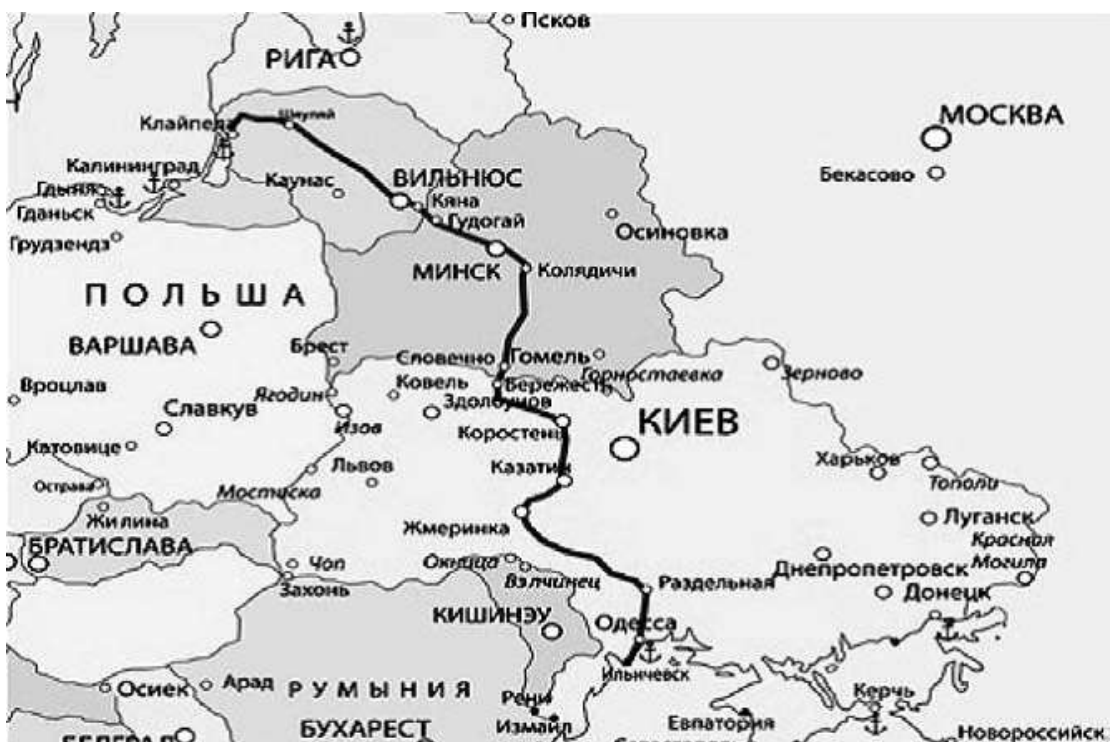 Псков
РИГА
МОСКВА
Шяуляй
Клайпеда
Бекасово
Калининград
Каунас
ВИЛЬНЮС
Кяна
Гдыня
Гданьск
Гудогай
Осиновка
Грудзендз
МИНСК
Колядичи
ПОЛЬША
ВАРШАВА
Брест
Словечно
Гомель
Горностаевка
Зерново
Вроцлав
Ягодин
Ковель
Бережесть
Здолбунов
Славкув
Изов
Коростень
КИЕВ
Катовице
Львов
Казатин
Харьков
Тополи
Острава
Мостиска
Жилина
Жмеринка
Луганск
Красная
Могила
БРАТИСЛАВА
Чоп
Окница
Вэлчинец
Днепропетровск
Захонь
Раздельная
Донецк
КИШИНЭУ
Одесса
Ильичевск
Осиек
Арад
РУМЫНИЯ
Рени
Керчь
БУХАРЕСТ
Измаил
Евпатория
Новороссийск
БЕЛГРАД